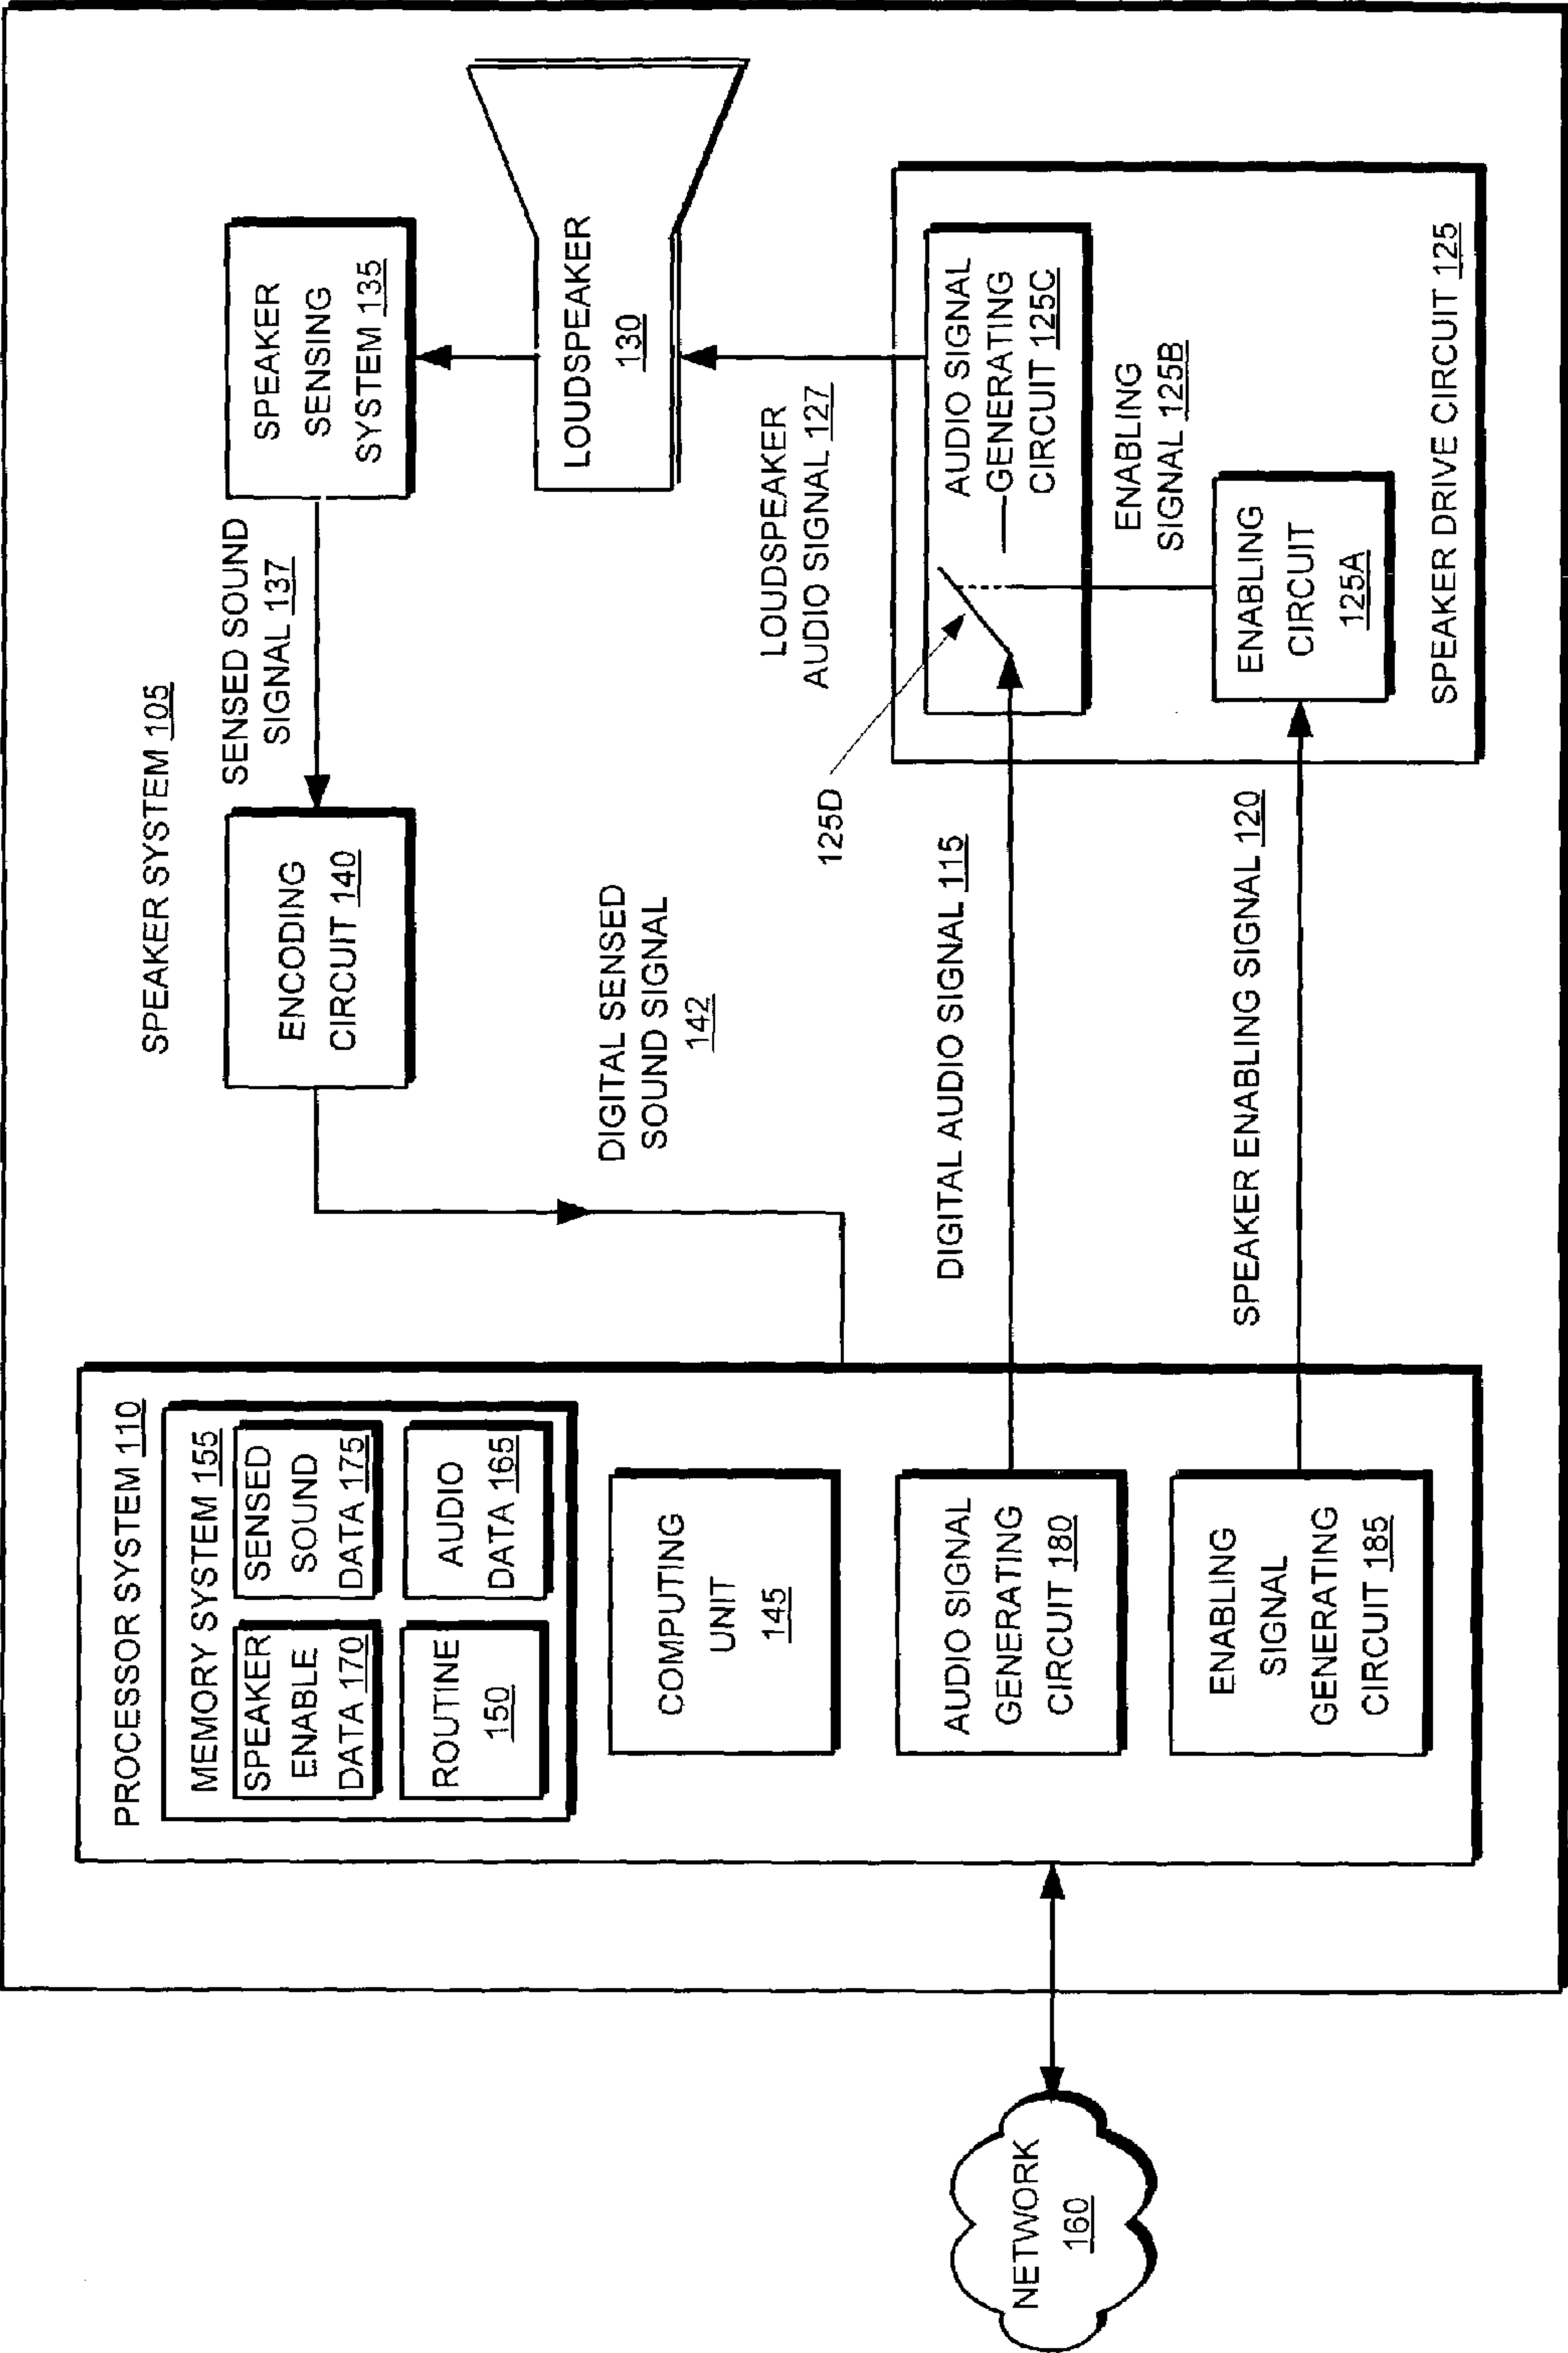 SPEAKER SYSTEM 105
PROCESSOR SYSTEM 110
MEMORY SYSTEM 155
SPEAKER
ENABLE
DATA 170
SENSED
SOUND
DATA 175
ROUTINE
150
AUDIO
DATA 165
COMPUTING
UNIT
145
AUDIO SIGNAL
GENERATING
CIRCUIT 180
ENABLING
SIGNAL
GENERATING
CIRCUIT 185
NETWORK
160
ENCODING
CIRCUIT 140
SENSED SOUND
SIGNAL 137
SPEAKER
SENSING
SYSTEM 135
DIGITAL SENSED
SOUND SIGNAL
142
LOUDSPEAKER
130
LOUDSPEAKER
AUDIO SIGNAL 127
125D
DIGITAL AUDIO SIGNAL 115
AUDIO SIGNAL
GENERATING
CIRCUIT 125C
ENABLING
SIGNAL 125B
SPEAKER ENABLING SIGNAL 120
ENABLING
CIRCUIT
125A
SPEAKER DRIVE CIRCUIT 125